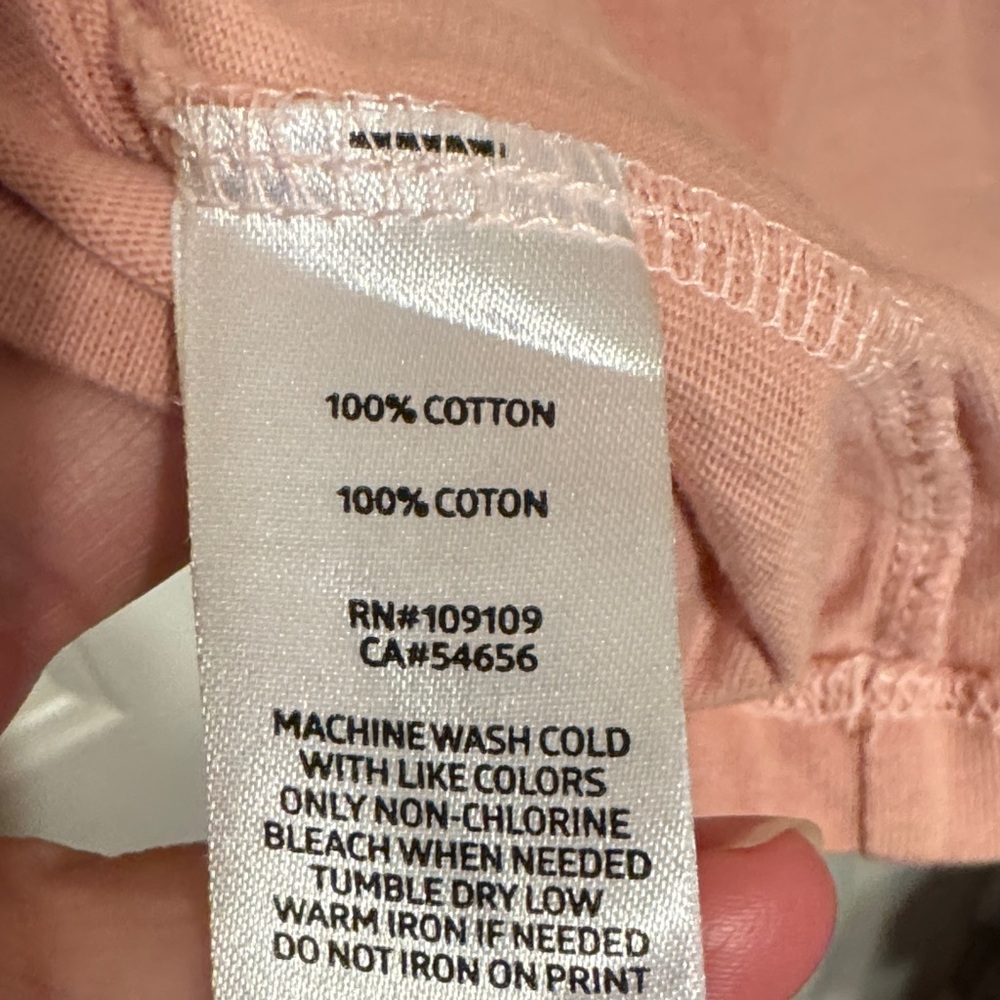 100% COTTON
100% COTON
RN#109109
CA#54656
MACHINE WASH COLD
WITH LIKE COLORS
ONLY NON-CHLORINE
BLEACH WHEN NEEDED
TUMBLE DRY LOW
WARM IRON IF NEEDED
DO NOT IRON ON PRINT